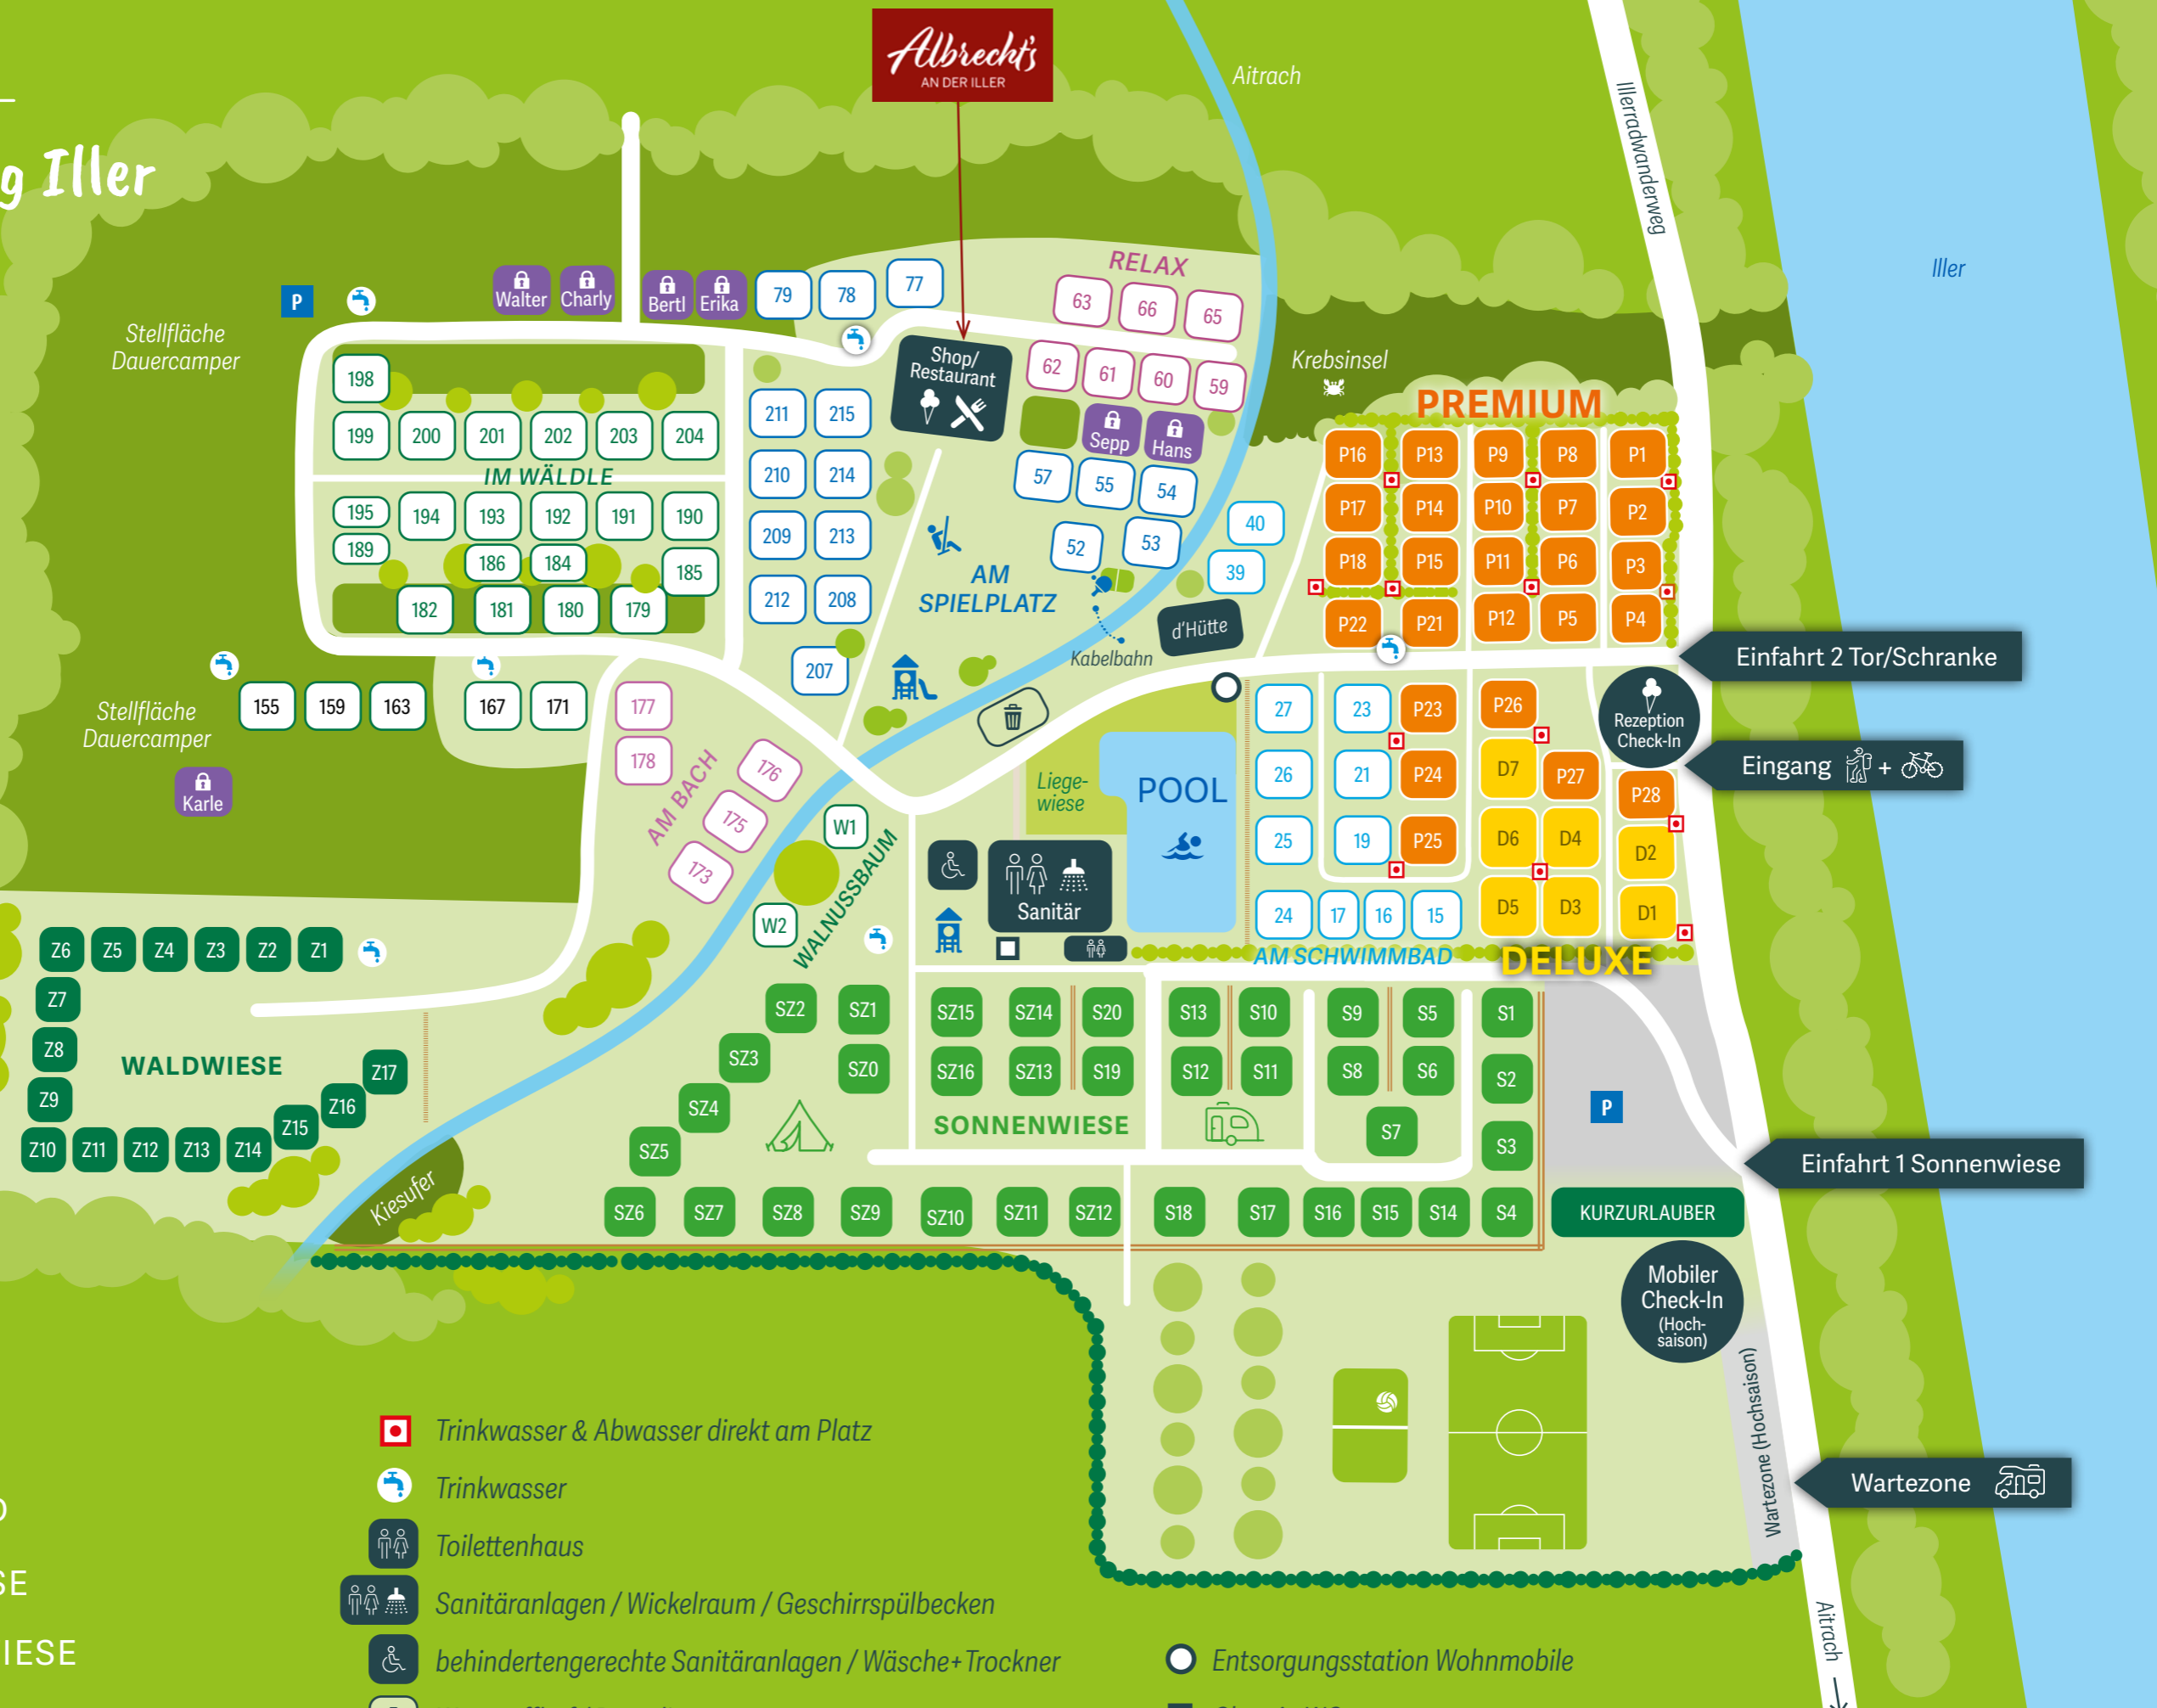 Albrecht's
AN DER ILLER
Aitrach
Illerradwanderweg
g Iller
Iller
RELAX
63
66
65
77
78
79
Walter
Charly
Bertl
Erika
P
Stellfläche
Dauercamper
Shop/
Restaurant
62
61
60
59
Krebsinsel
Sepp
Hans
57
55
54
52
53
40
39
198
199
200
201
202
203
204
IM WÄLDLE
195
194
193
192
191
190
189
186
184
185
182
181
180
179
211
215
210
214
209
213
212
208
207
AM
SPIELPLATZ
Kabelbahn
d'Hütte
PREMIUM
P16
P13
P9
P8
P1
P17
P14
P10
P7
P2
P18
P15
P11
P6
P3
P22
P21
P12
P5
P4
Einfahrt 2 Tor/Schranke
Rezeption
Check-In
Eingang
+
Stellfläche
Dauercamper
155
159
163
167
171
177
178
Karle
AM BACH
176
175
173
W1
W2
WALNUSSBAUM
Liege-
wiese
POOL
Sanitär
27
23
P23
P26
26
21
P24
D7
P27
P28
25
19
P25
D6
D4
D2
24
17
16
15
D5
D3
D1
AM SCHWIMMBAD
DELUXE
Z6
Z5
Z4
Z3
Z2
Z1
Z7
Z8
Z9
Z10
Z11
Z12
Z13
Z14
Z15
Z16
Z17
WALDWIESE
Kiesufer
SZ2
SZ1
SZ15
SZ14
S20
S13
S10
S9
S5
S1
SZ3
SZ0
SZ16
SZ13
S19
S12
S11
S8
S6
S2
SZ4
SONNENWIESE
S7
S3
SZ5
P
Einfahrt 1 Sonnenwiese
SZ6
SZ7
SZ8
SZ9
SZ10
SZ11
SZ12
S18
S17
S16
S15
S14
S4
KURZURLAUBER
Mobiler
Check-In
(Hoch-
saison)
Wartezone (Hochsaison)
Wartezone
Aitrach
Trinkwasser & Abwasser direkt am Platz
Trinkwasser
Toilettenhaus
Sanitäranlagen / Wickelraum / Geschirrspülbecken
behindertengerechte Sanitäranlagen / Wäsche+Trockner
Entsorgungsstation Wohnmobile
SE
IESE